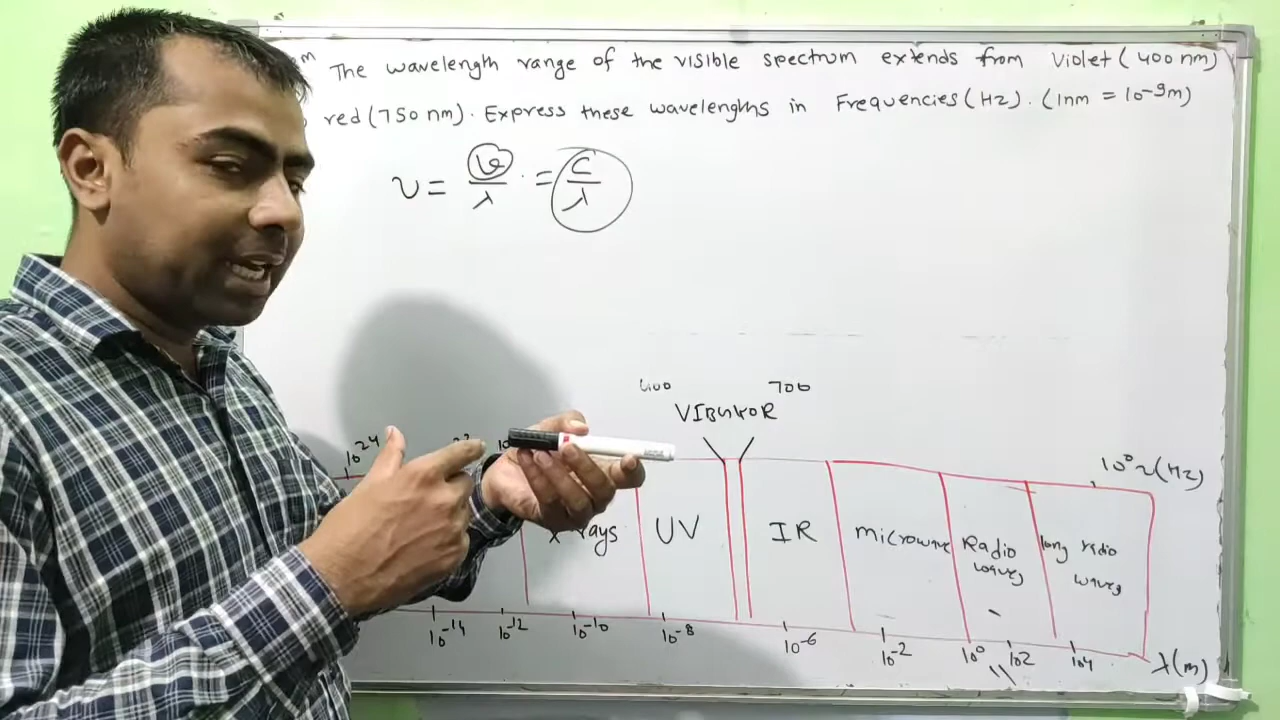 The wavelength range of the visible spectrum extends from Violet (400 nm)
red (750 nm). Express these wavelengths in Frequencies (Hz). (1nm = 10⁻⁹m)
ν = v/λ = c/λ
400 700
VIBGYOR
10²⁴ 10⁰ ν(Hz)
X rays UV IR microwave Radio waves long radio waves
10⁻¹⁴ 10⁻¹² 10⁻¹⁰ 10⁻⁸ 10⁻⁶ 10⁻² 10⁰ 10² 10⁴ λ(m)